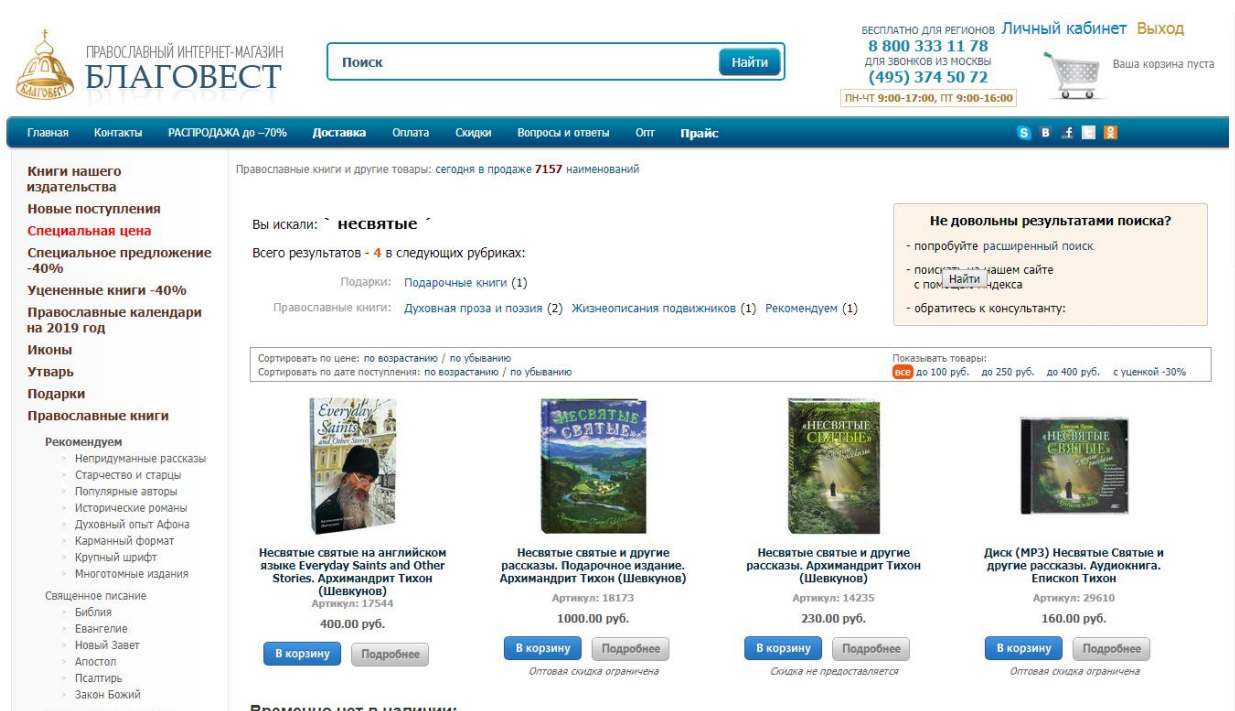 ПРАВОСЛАВНЫЙ ИНТЕРНЕТ-МАГАЗИН
БЛАГОВЕСТ
БЛАГОВЕСТ
Поиск
Найти
БЕСПЛАТНО ДЛЯ РЕГИОНОВ
8 800 333 11 78
ДЛЯ ЗВОНКОВ ИЗ МОСКВЫ
(495) 374 50 72
ПН-ЧТ 9:00-17:00, ПТ 9:00-16:00
Личный кабинет Выход
Ваша корзина пуста
Главная Контакты РАСПРОДАЖА до –70% Доставка Оплата Скидки Вопросы и ответы Опт Прайс
Книги нашего
издательства
Новые поступления
Специальная цена
Специальное предложение
-40%
Уцененные книги -40%
Православные календари
на 2019 год
Иконы
Утварь
Подарки
Православные книги
Рекомендуем
Непридуманные рассказы
Старчество и старцы
Популярные авторы
Исторические романы
Духовный опыт Афона
Карманный формат
Крупный шрифт
Многотомные издания
Священное писание
Библия
Евангелие
Новый Завет
Апостол
Псалтирь
Закон Божий
Православные книги и другие товары: сегодня в продаже 7157 наименований
Вы искали: ` несвятые ´
Всего результатов - 4 в следующих рубриках:
Подарки: Подарочные книги (1)
Православные книги: Духовная проза и поэзия (2) Жизнеописания подвижников (1) Рекомендуем (1)
Не довольны результатами поиска?
- попробуйте расширенный поиск
- на нашем сайте
Найти
- обратитесь к консультанту:
Сортировать по цене: по возрастанию / по убыванию
Сортировать по дате поступления: по возрастанию / по убыванию
Показывать товары:
все до 100 руб. до 250 руб. до 400 руб. с уценкой -30%
Everyday
Saints
and Other Stories
НЕСВЯТЫЕ
СВЯТЫЕ
«НЕСВЯТЫЕ
СВЯТЫЕ»
«НЕСВЯТЫЕ
СВЯТЫЕ»
Несвятые святые на английском
языке Everyday Saints and Other
Stories. Архимандрит Тихон
(Шевкунов)
Артикул: 17544
400.00 руб.
В корзину Подробнее
Несвятые святые и другие
рассказы. Подарочное издание.
Архимандрит Тихон (Шевкунов)
Артикул: 18173
1000.00 руб.
В корзину Подробнее
Оптовая скидка ограничена
Несвятые святые и другие
рассказы. Архимандрит Тихон
(Шевкунов)
Артикул: 14235
230.00 руб.
В корзину Подробнее
Скидка не предоставляется
Диск (MP3) Несвятые Святые и
другие рассказы. Аудиокнига.
Епископ Тихон
Артикул: 29610
160.00 руб.
В корзину Подробнее
Оптовая скидка ограничена
Временно нет в наличии: